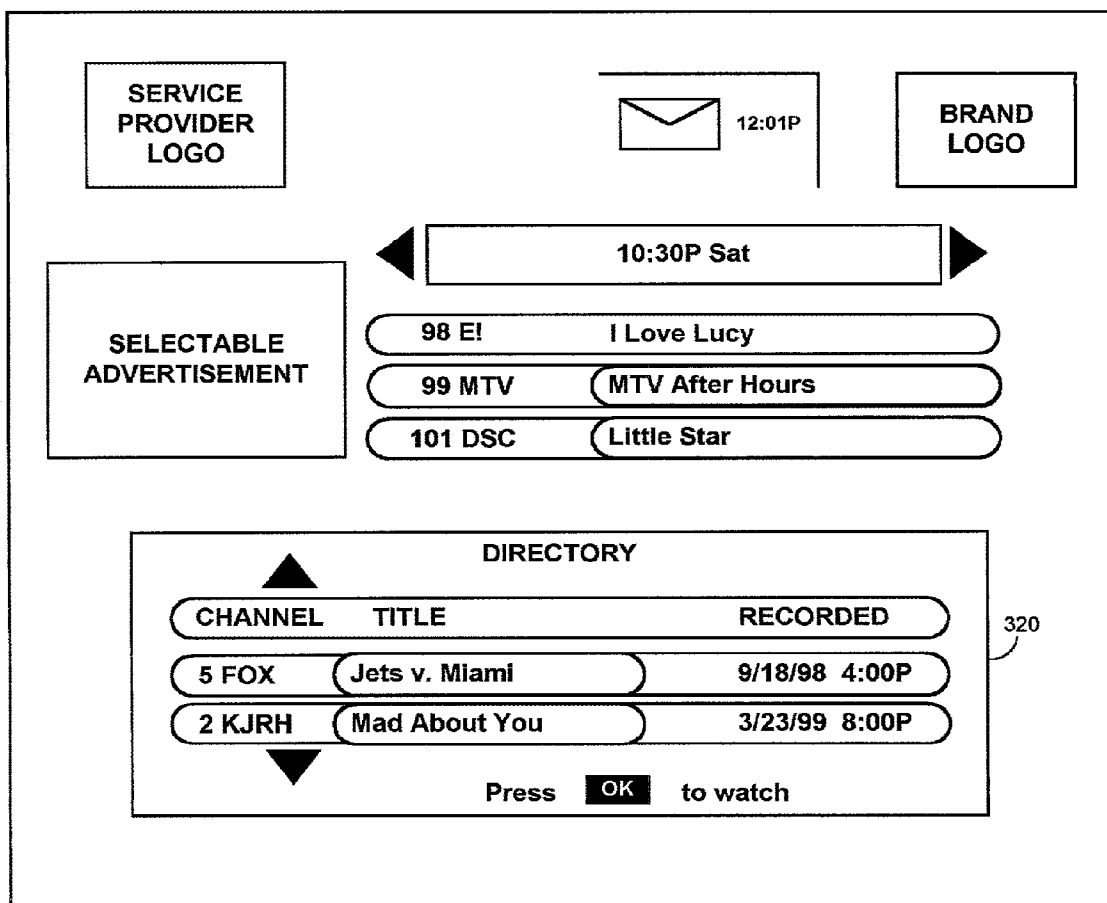 SERVICE
PROVIDER
LOGO
12:01P
BRAND
LOGO
10:30P Sat
SELECTABLE
ADVERTISEMENT
98 E! I Love Lucy
99 MTV MTV After Hours
101 DSC Little Star
DIRECTORY
CHANNEL TITLE RECORDED
320
5 FOX Jets v. Miami 9/18/98 4:00P
2 KJRH Mad About You 3/23/99 8:00P
Press OK to watch